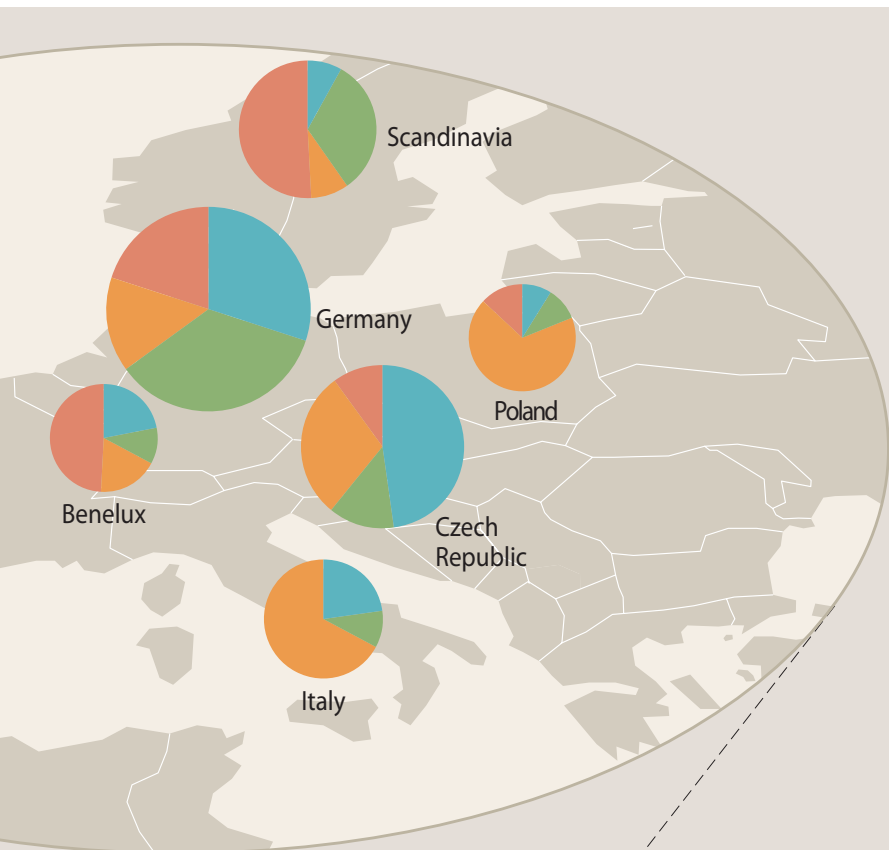 Scandinavia
Germany
Poland
Benelux
Czech
Republic
Italy